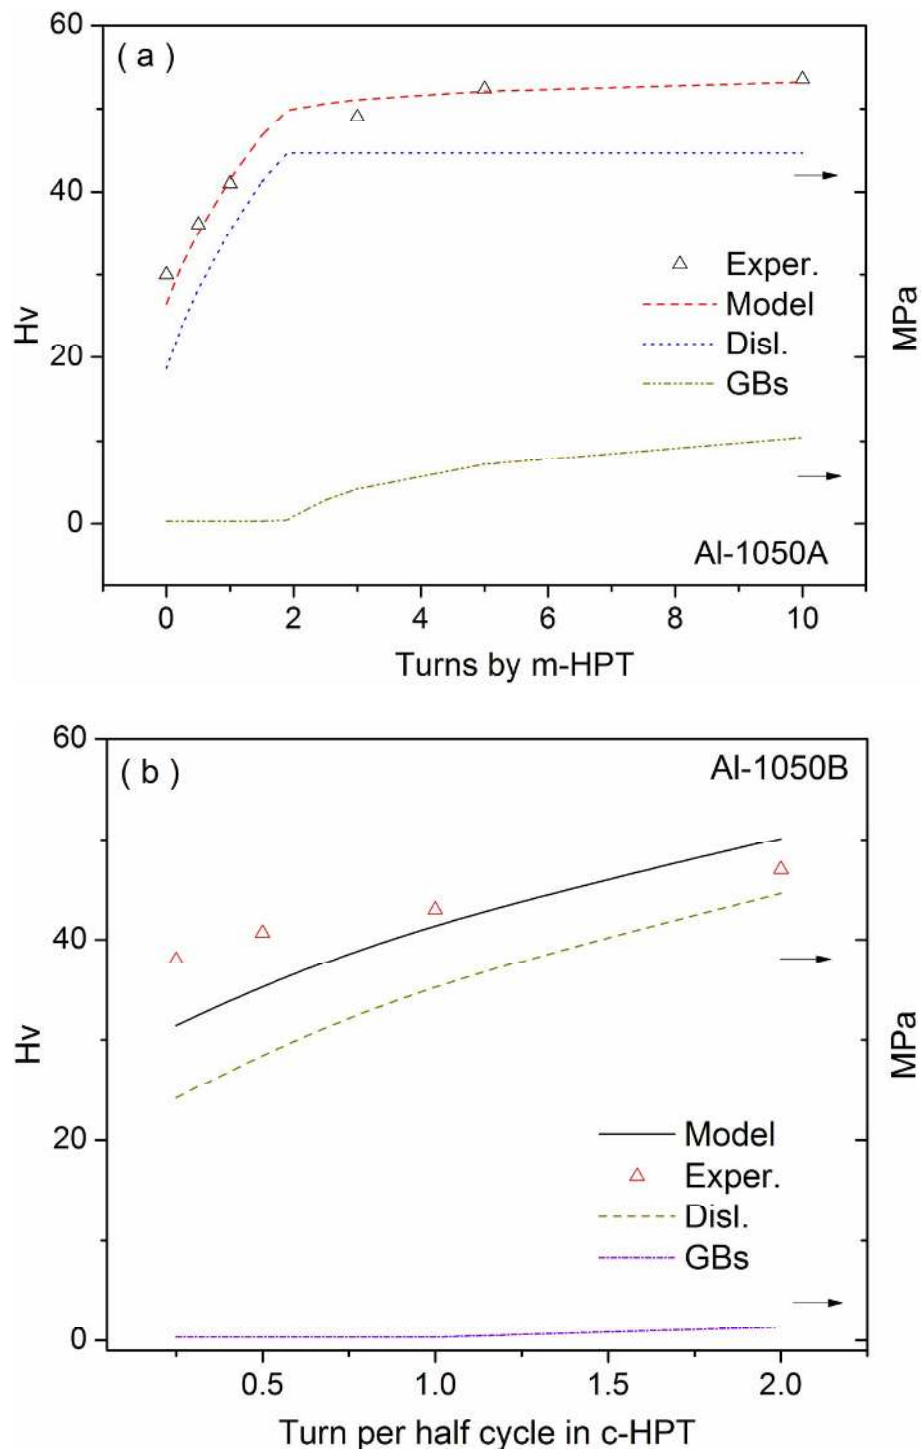 ( a )
60
40
20
0
Hv
MPa
Exper.
Model
Disl.
GBs
Al-1050A
0 2 4 6 8 10
Turns by m-HPT
( b )
Al-1050B
60
40
20
0
Hv
MPa
Model
Exper.
Disl.
GBs
0.5 1.0 1.5 2.0
Turn per half cycle in c-HPT